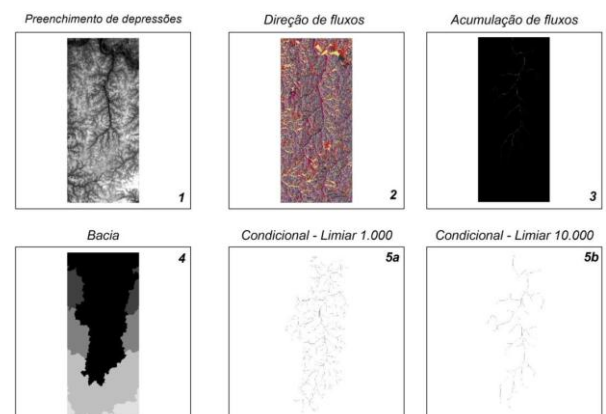 Preenchimento de depressões
Direção de fluxos
Acumulação de fluxos
1
2
3
Bacia
Condicional - Limiar 1.000
Condicional - Limiar 10.000
4
5a
5b